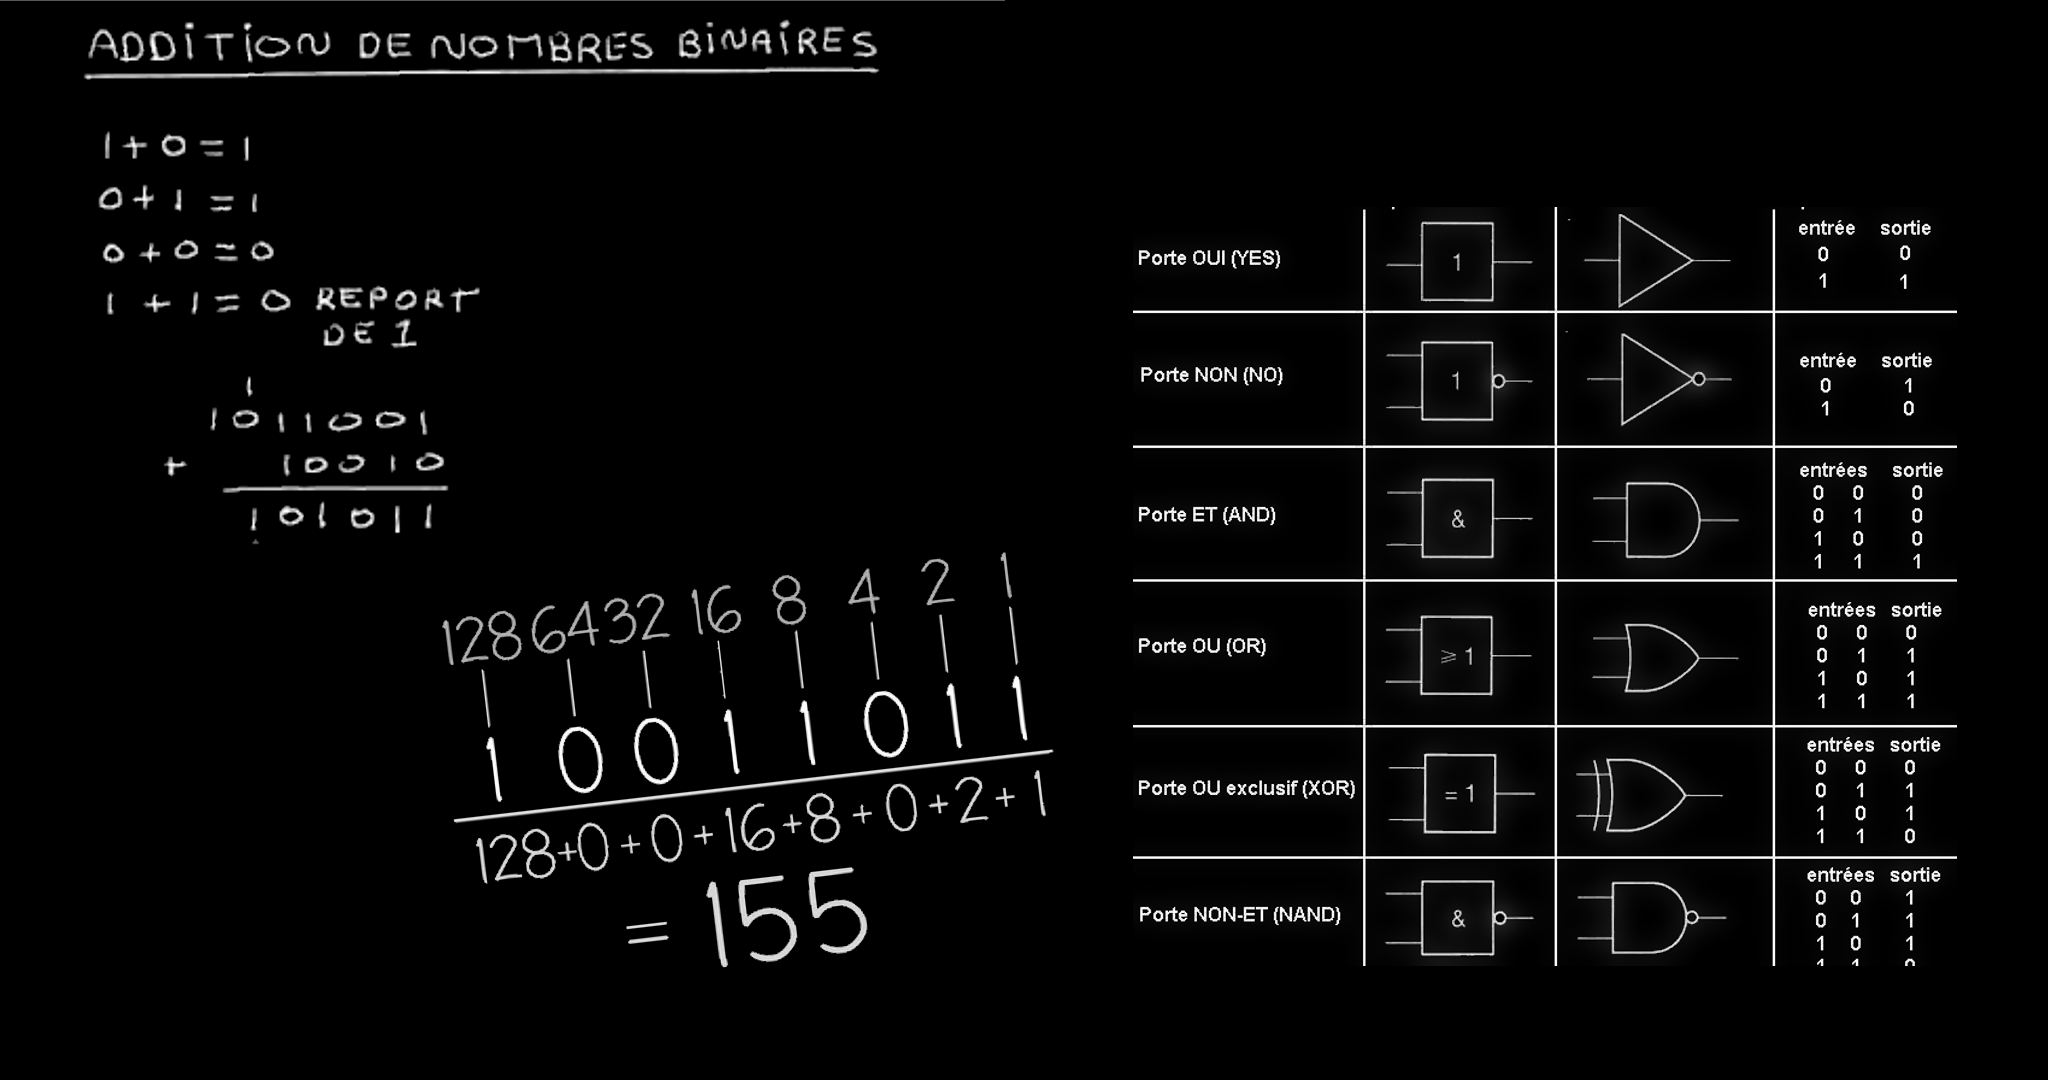 ADDITION DE NOMBRES BINAIRES
1+0=1
0+1=1
0+0=0
1+1=0 REPORT
DE 1
1
1011001
+ 10010
101011
128 64 32 16 8 4 2 1
1 0 0 1 1 0 1 1
128+0+0+16+8+0+2+1
=155
Porte OUI (YES)
1
entrée sortie
0 0
1 1
Porte NON (NO)
1
entrée sortie
0 1
1 0
Porte ET (AND)
&
entrées sortie
0 0 0
0 1 0
1 0 0
1 1 1
Porte OU (OR)
⩾1
entrées sortie
0 0 0
0 1 1
1 0 1
1 1 1
Porte OU exclusif (XOR)
=1
entrées sortie
0 0 0
0 1 1
1 0 1
1 1 0
Porte NON-ET (NAND)
&
entrées sortie
0 0 1
0 1 1
1 0 1
1 1 0